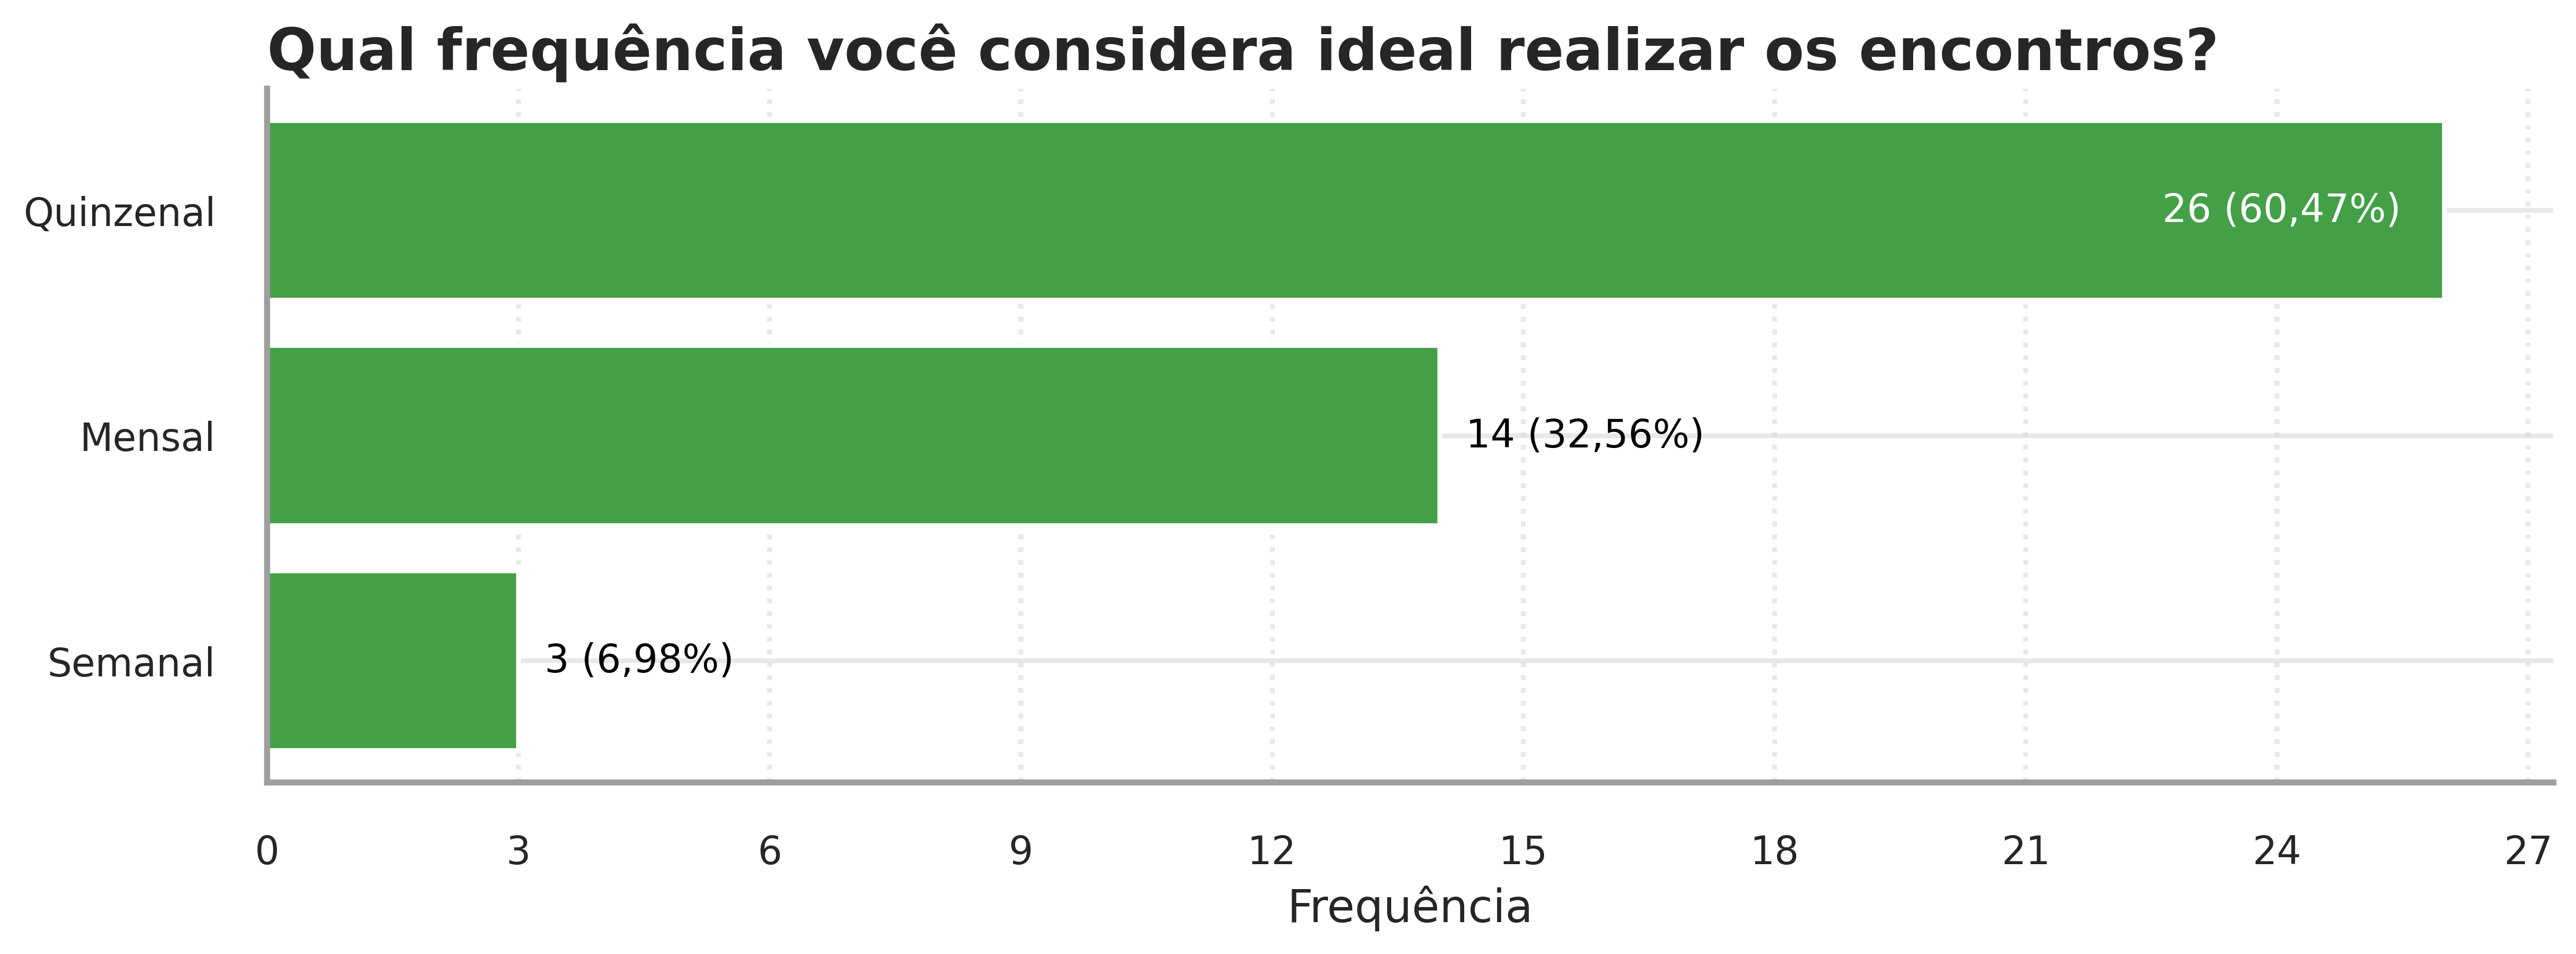 Qual frequência você considera ideal realizar os encontros?
Quinzenal
26 (60,47%)
Mensal
14 (32,56%)
Semanal
3 (6,98%)
0 3 6 9 12 15 18 21 24 27
Frequência